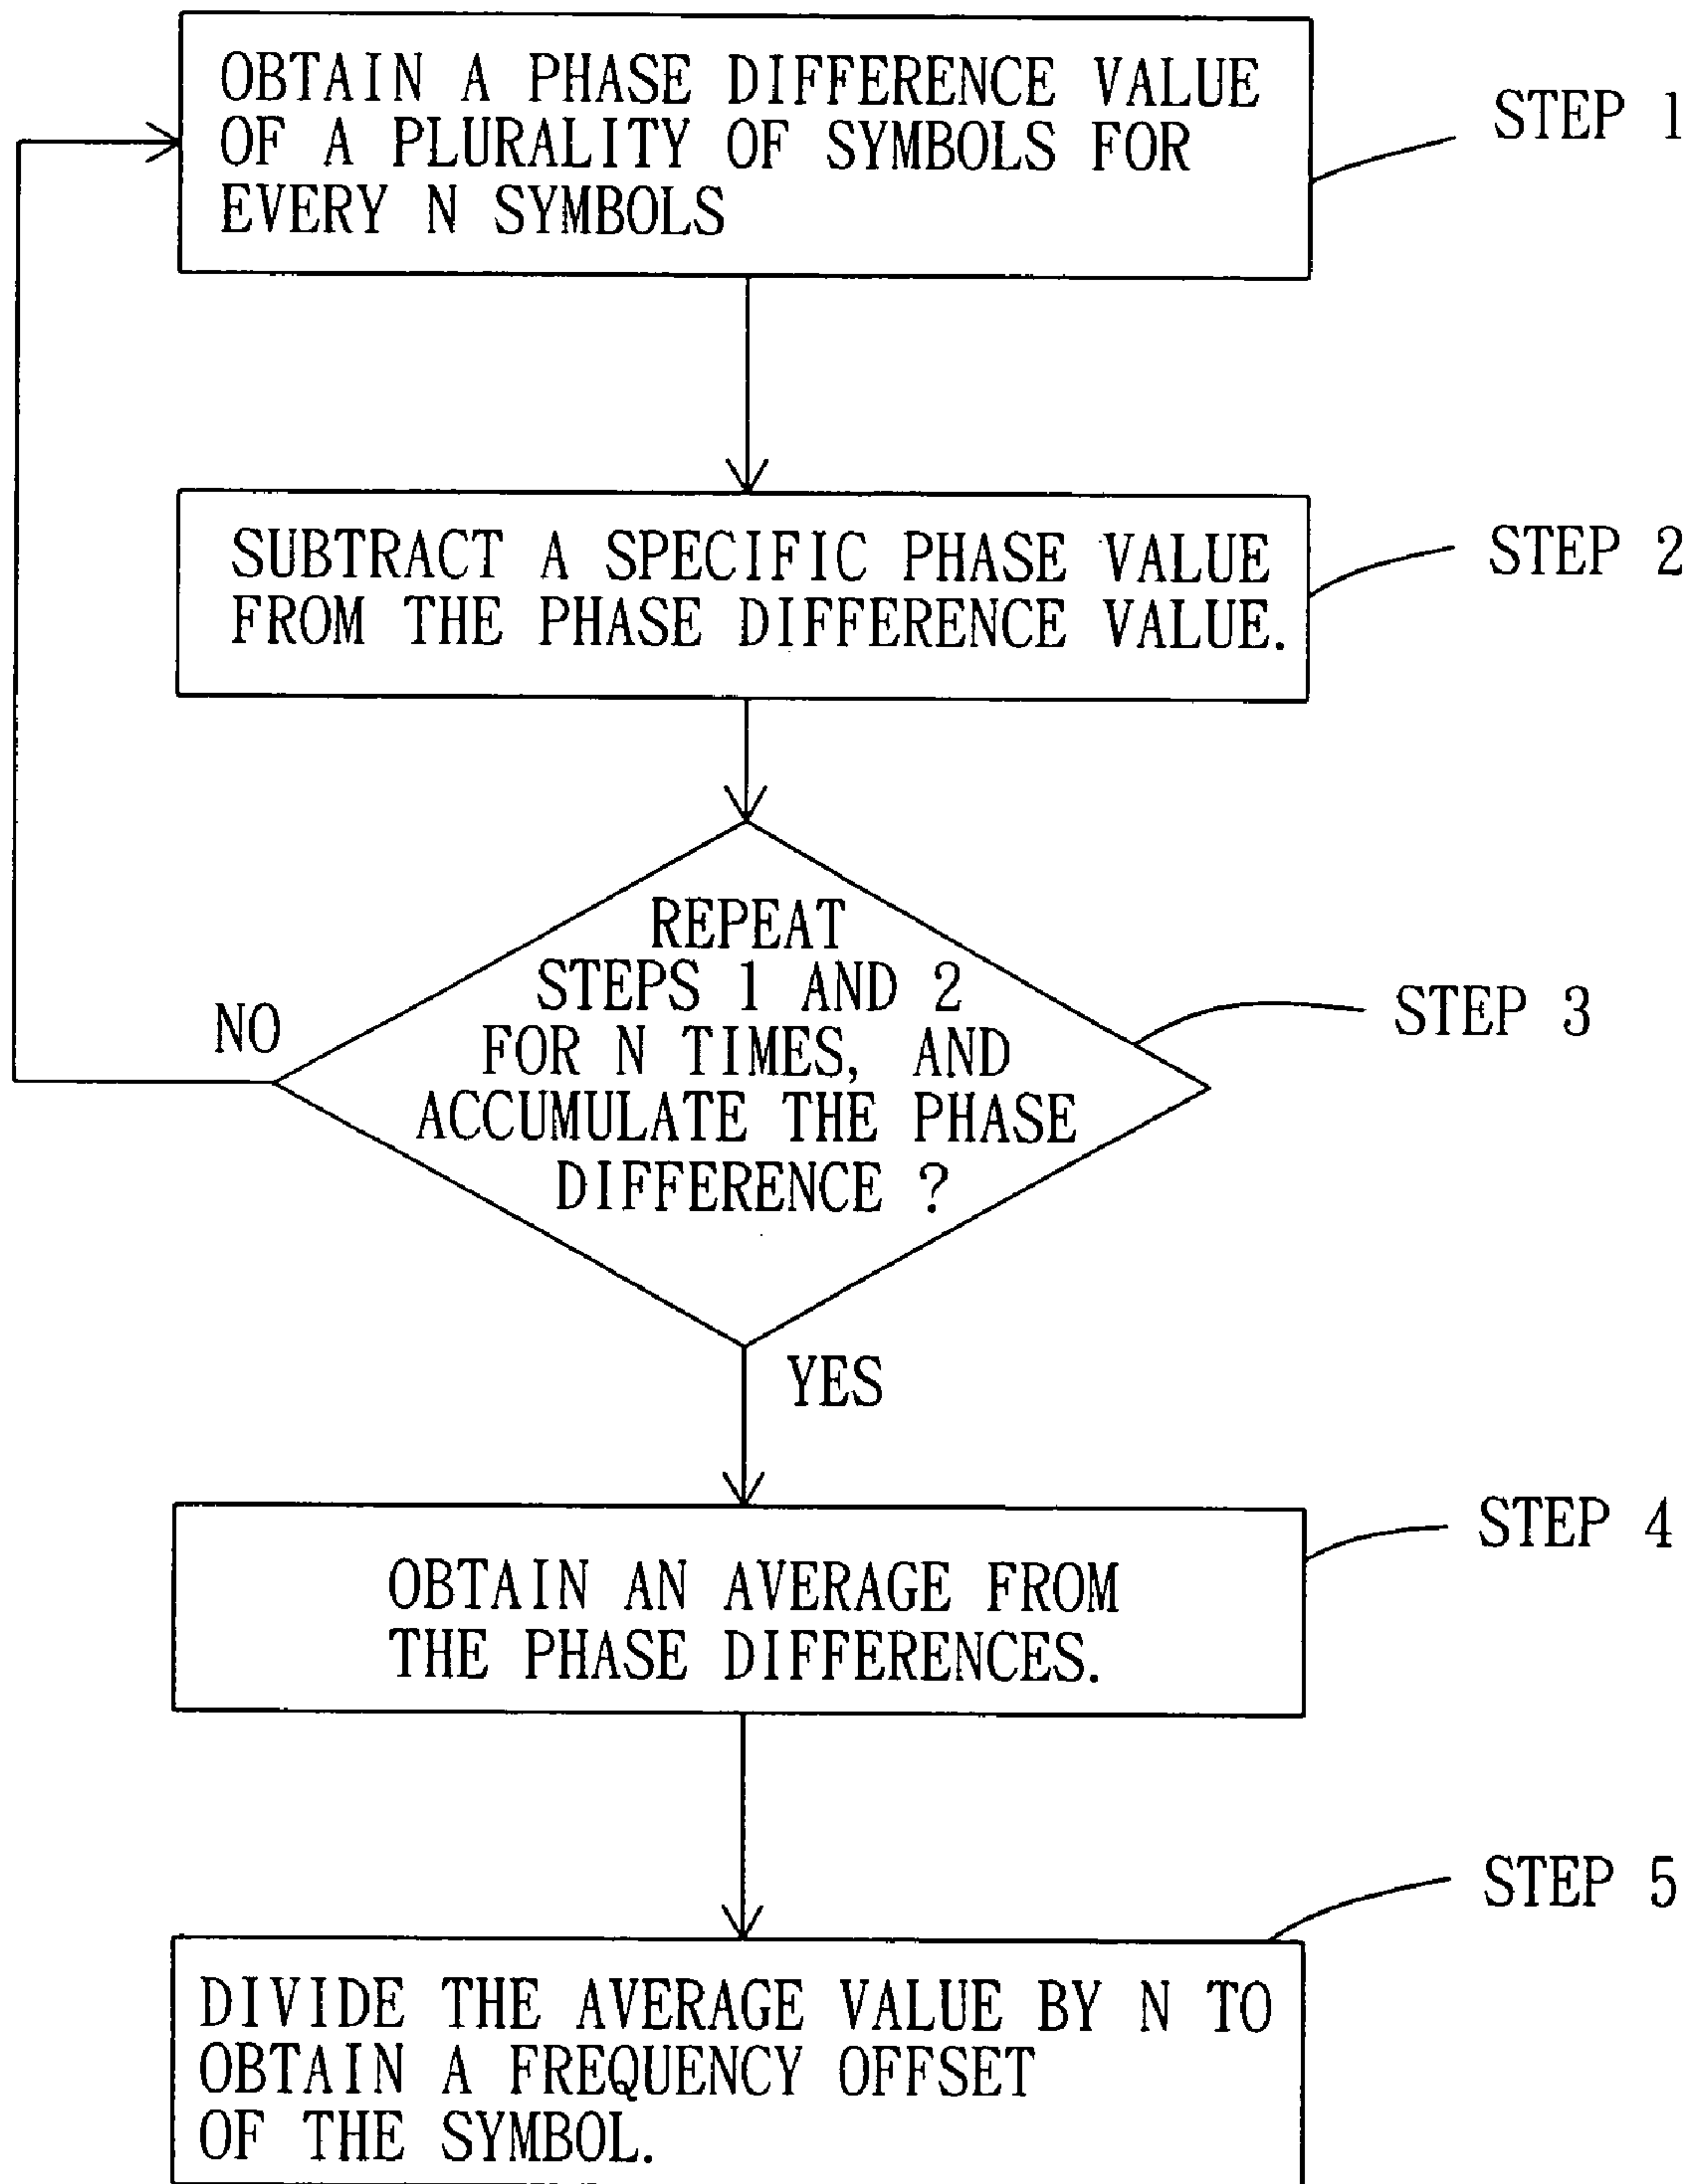 OBTAIN A PHASE DIFFERENCE VALUE
OF A PLURALITY OF SYMBOLS FOR
EVERY N SYMBOLS
STEP 1
SUBTRACT A SPECIFIC PHASE VALUE
FROM THE PHASE DIFFERENCE VALUE.
STEP 2
REPEAT
STEPS 1 AND 2
FOR N TIMES, AND
ACCUMULATE THE PHASE
DIFFERENCE ?
STEP 3
NO
YES
OBTAIN AN AVERAGE FROM
THE PHASE DIFFERENCES.
STEP 4
DIVIDE THE AVERAGE VALUE BY N TO
OBTAIN A FREQUENCY OFFSET
OF THE SYMBOL.
STEP 5